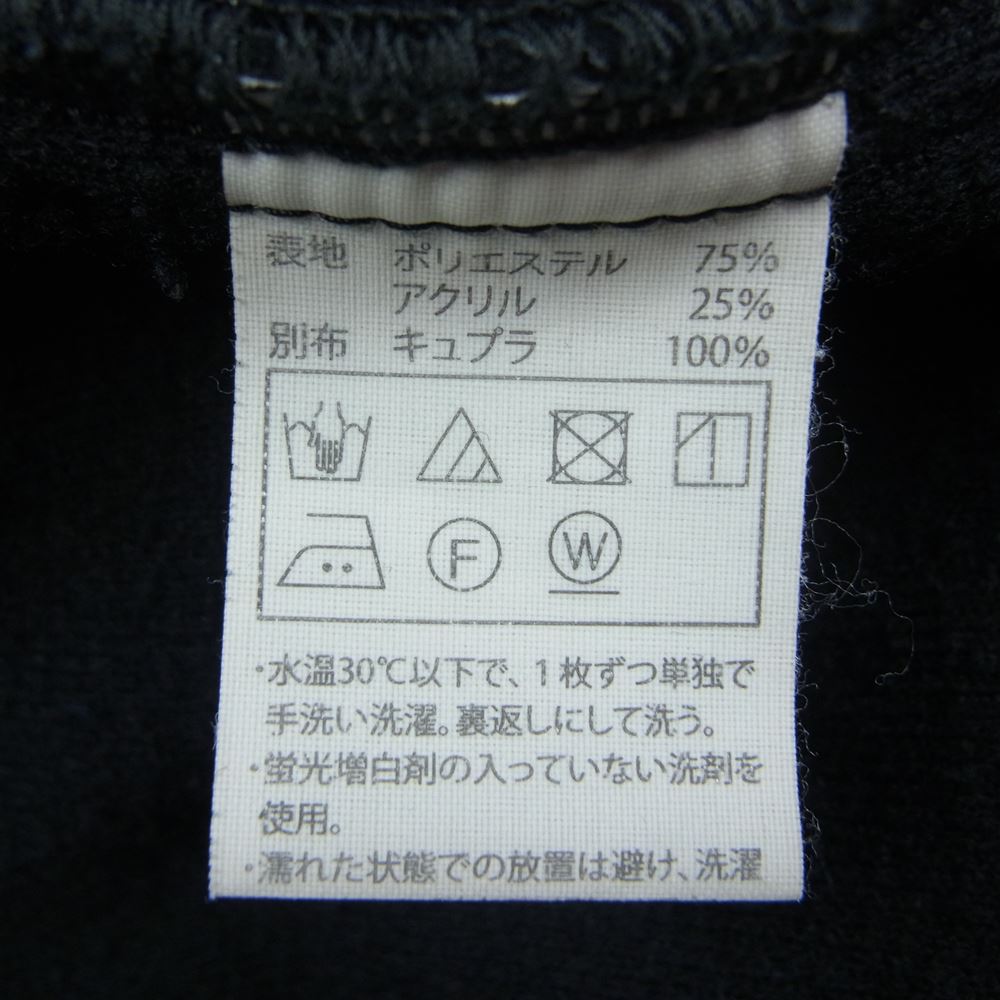 表地 ポリエステル 75%
アクリル 25%
別布 キュプラ 100%
F W
・水温30℃以下で、1枚ずつ単独で
手洗い洗濯。裏返しにして洗う。
・蛍光増白剤の入っていない洗剤を
使用。
・濡れた状態での放置は避け、洗濯